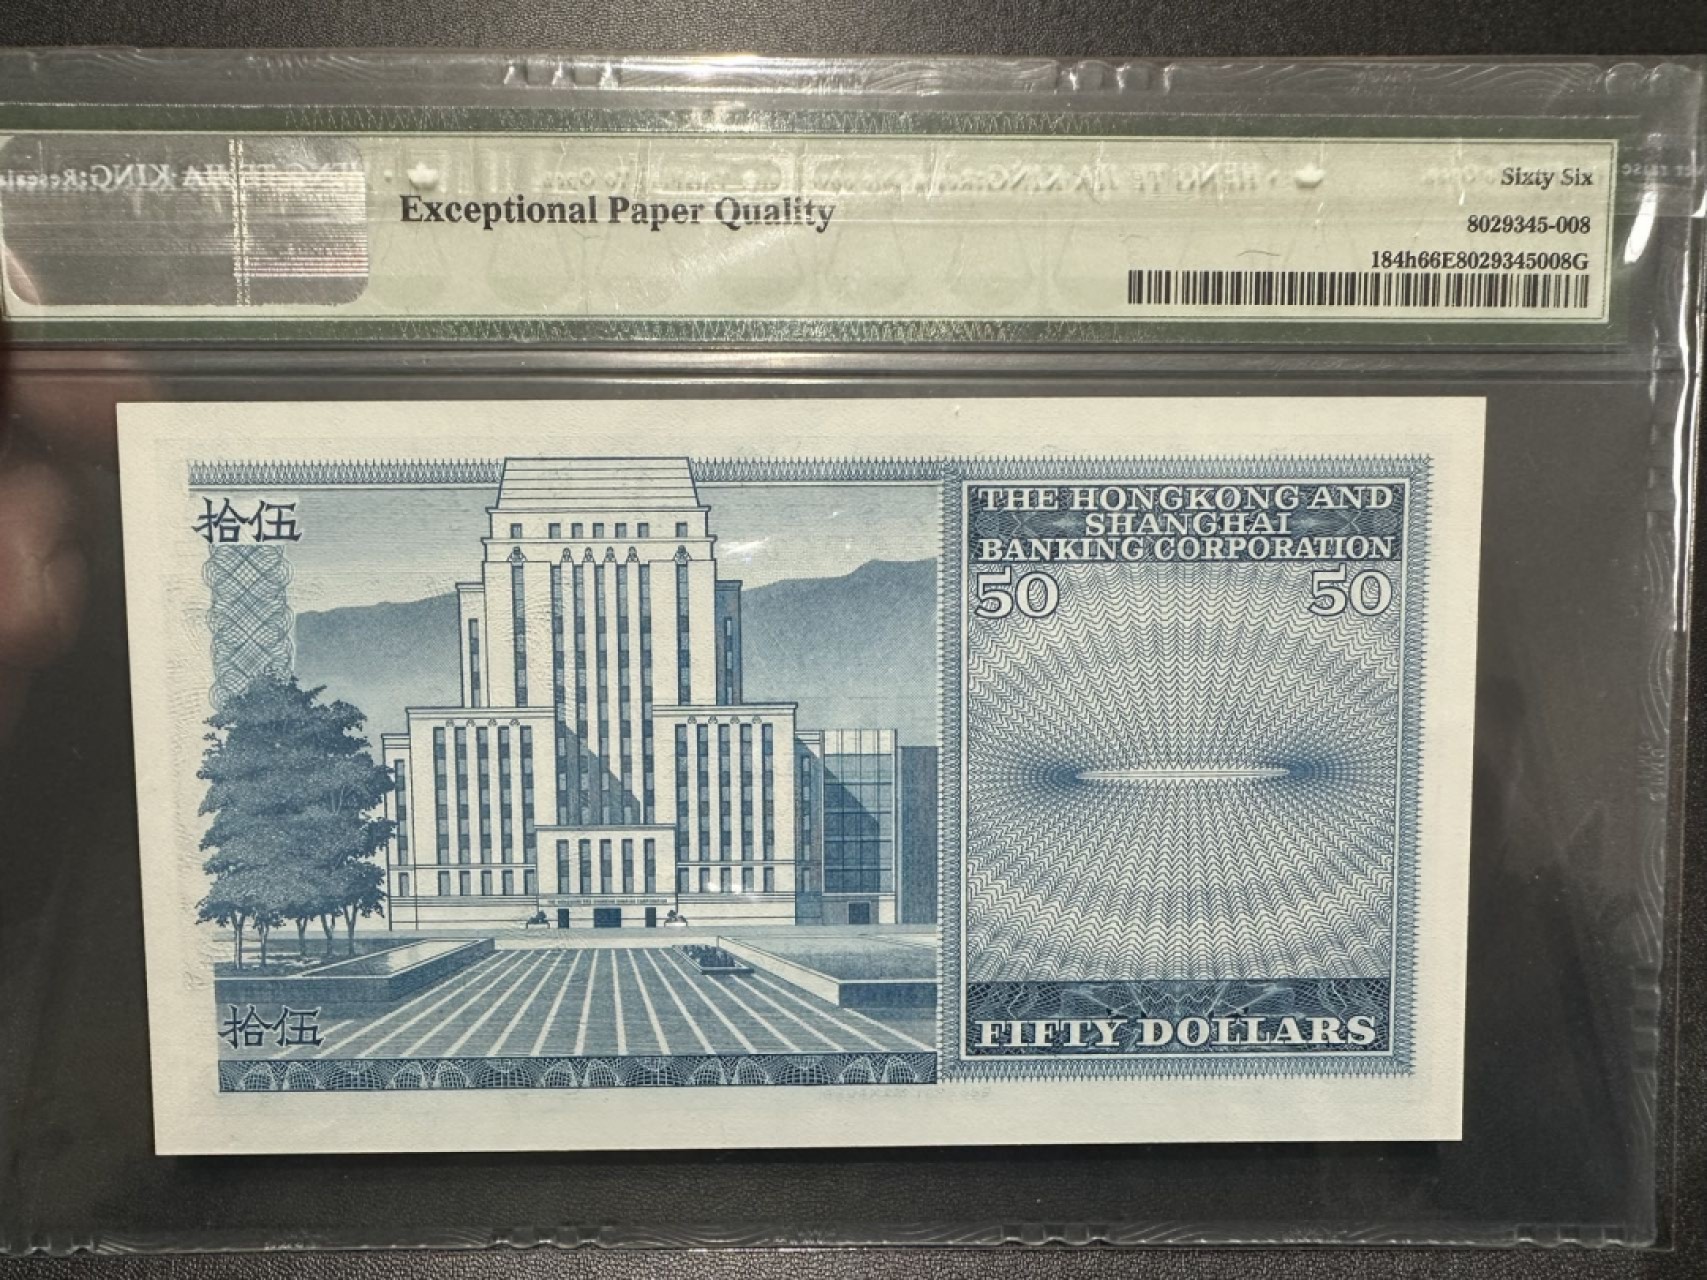 Sixty Six
Exceptional Paper Quality
8029345-008
184h66E8029345008G
拾伍
THE HONGKONG AND
SHANGHAI
BANKING CORPORATION
50 50
拾伍
FIFTY DOLLARS